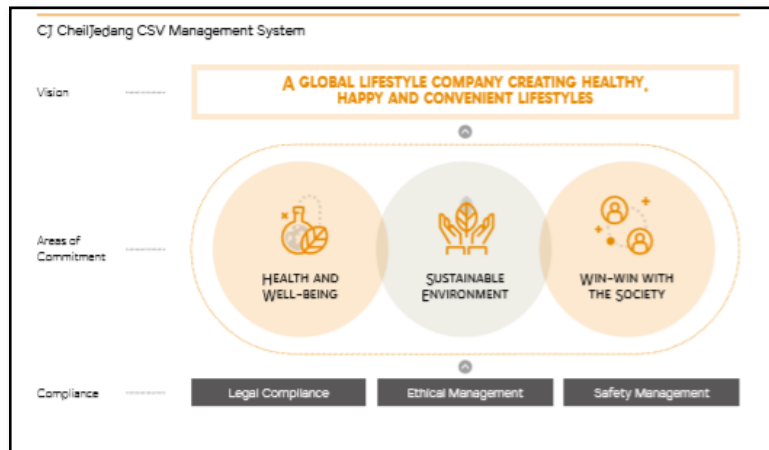 CJ CheilJedang CSV Management System
Vision
A GLOBAL LIFESTYLE COMPANY CREATING HEALTHY,
HAPPY AND CONVENIENT LIFESTYLES
Areas of
Commitment
HEALTH AND
WELL-BEING
SUSTAINABLE
ENVIRONMENT
WIN-WIN WITH
THE SOCIETY
Compliance
Legal Compliance
Ethical Management
Safety Management